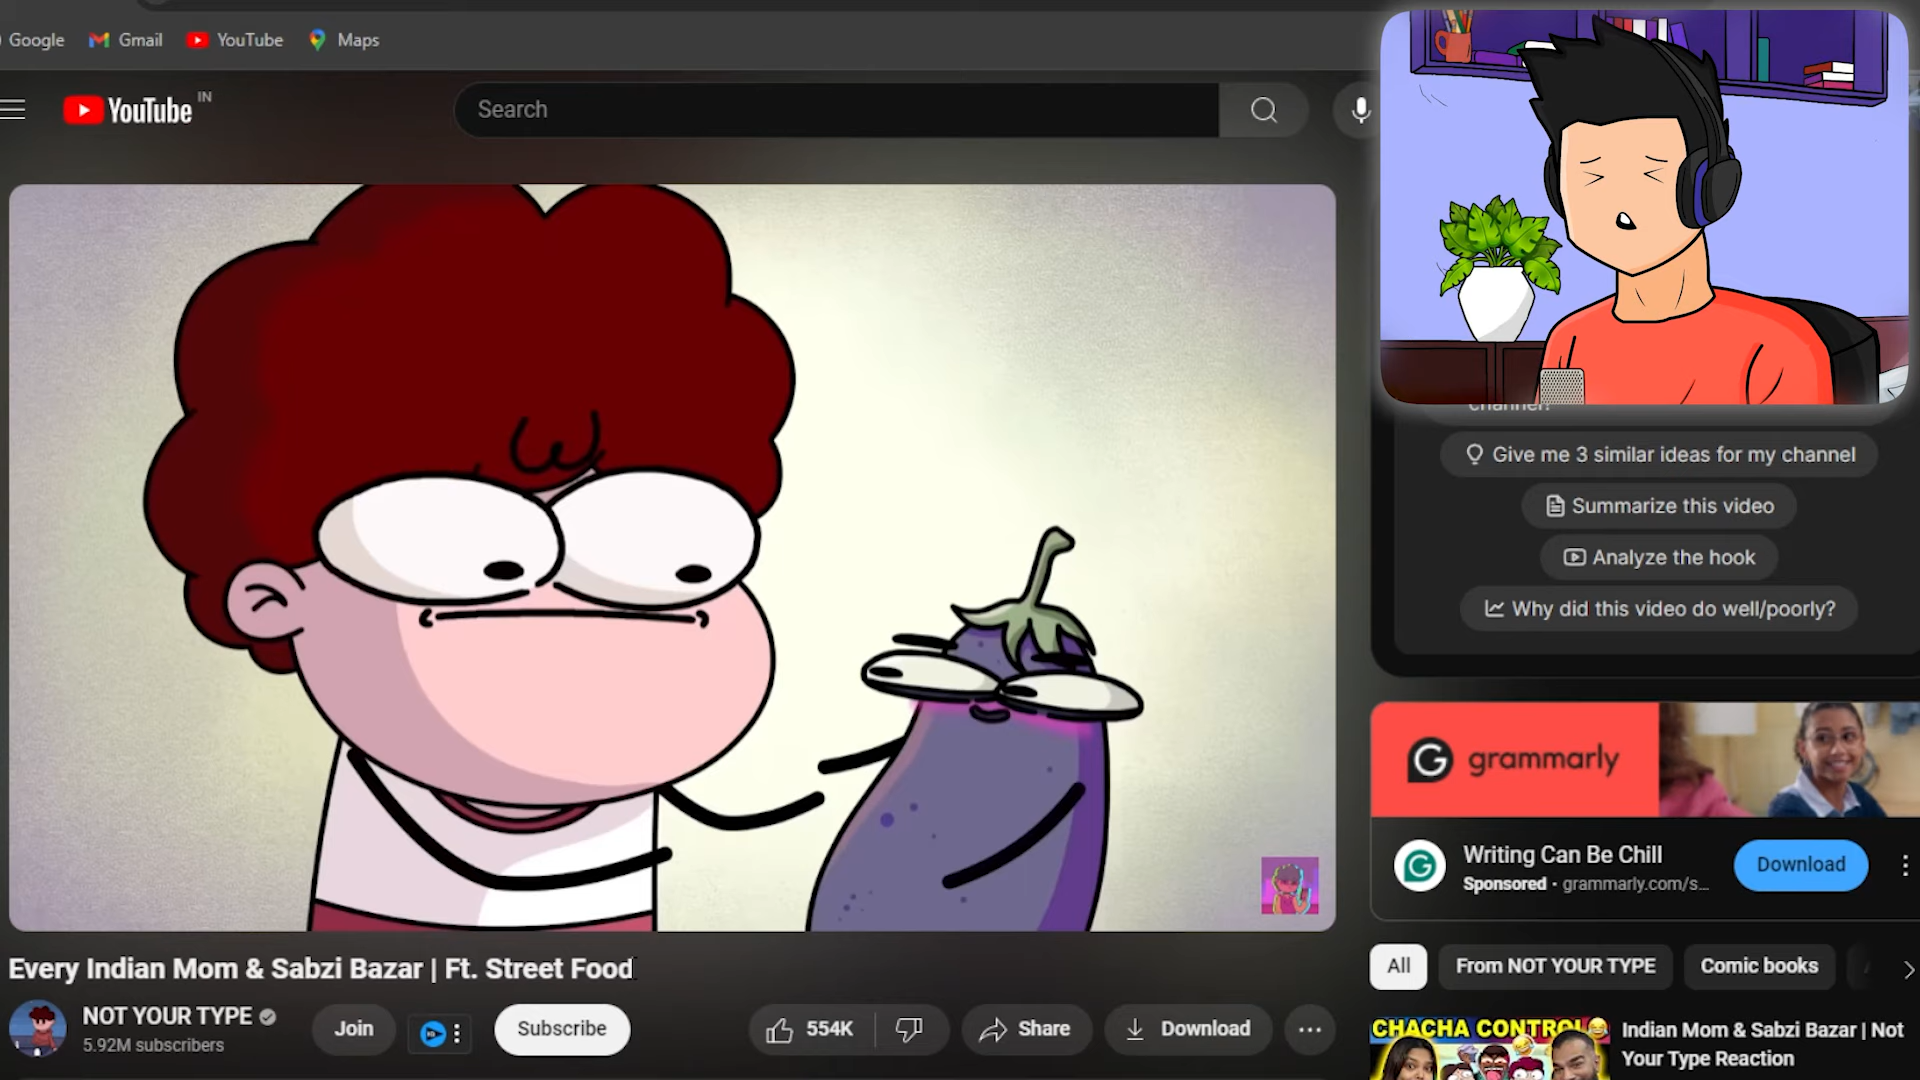 Google
Gmail
YouTube
Maps
YouTube IN
Search
channel!
Give me 3 similar ideas for my channel
Summarize this video
Analyze the hook
Why did this video do well/poorly?
grammarly
Writing Can Be Chill
Download
Sponsored · grammarly.com/s...
Every Indian Mom & Sabzi Bazar | Ft. Street Food
All
From NOT YOUR TYPE
Comic books
NOT YOUR TYPE
5.92M subscribers
Join
Subscribe
554K
Share
Download
CHACHA CONTROL
Indian Mom & Sabzi Bazar | Not
Your Type Reaction